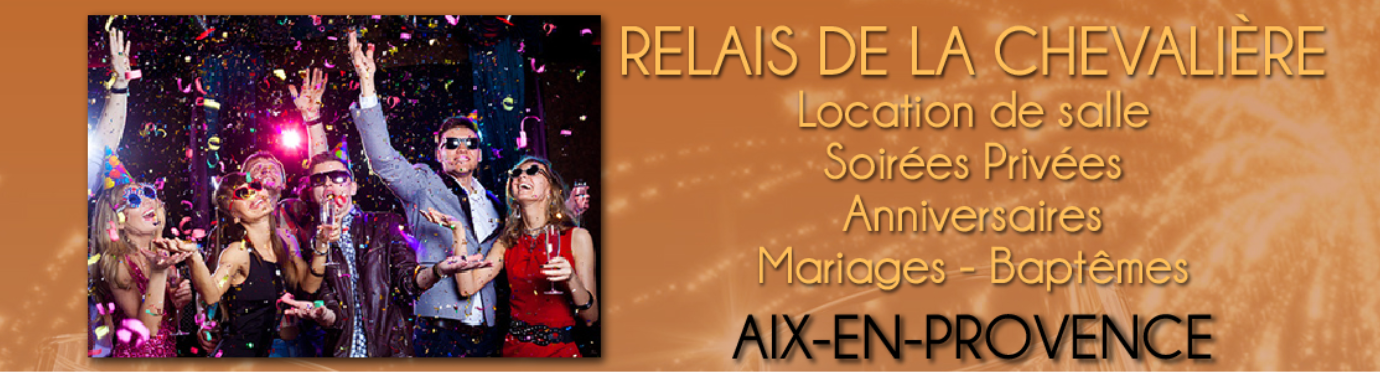 RELAIS DE LA CHEVALIÈRE
Location de salle
Soirées Privées
Anniversaires
Mariages - Baptêmes
AIX-EN-PROVENCE